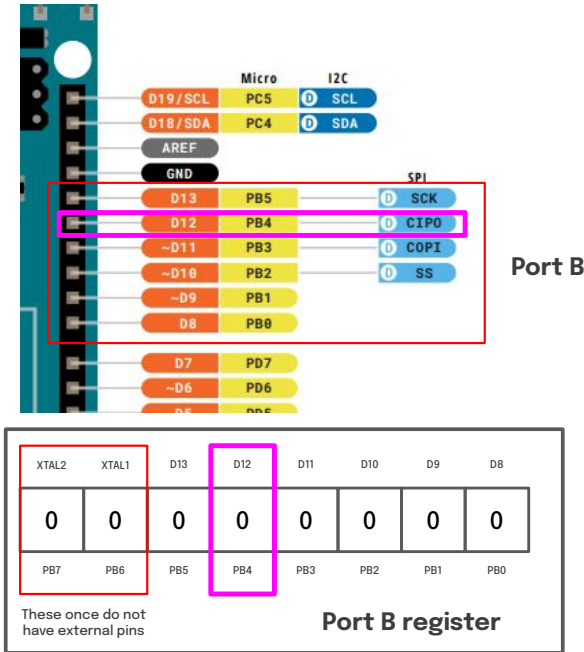 Micro I2C
D19/SCL PC5 D SCL
D18/SDA PC4 D SDA
AREF
GND SPI
D13 PB5 D SCK
D12 PB4 D CIPO
~D11 PB3 D COPI
~D10 PB2 D SS
Port B
~D9 PB1
D8 PB0
D7 PD7
~D6 PD6
D5 PD5
XTAL2 XTAL1 D13 D12 D11 D10 D9 D8
0 0 0 0 0 0 0 0
PB7 PB6 PB5 PB4 PB3 PB2 PB1 PB0
These once do not
have external pins
Port B register